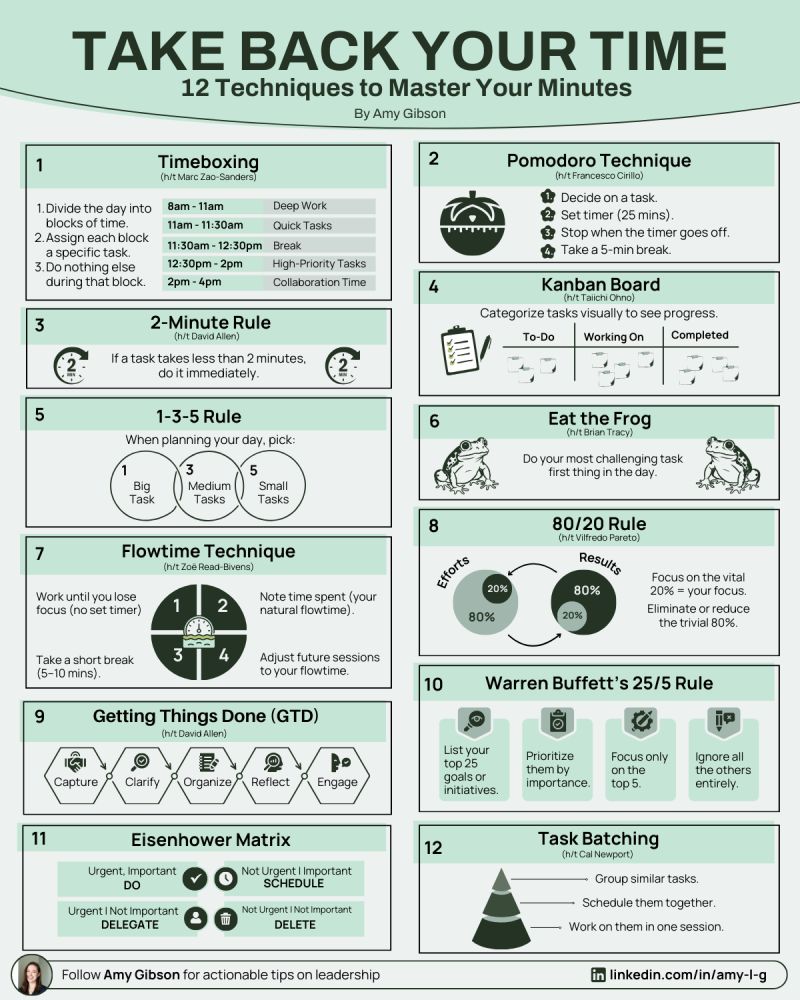 TAKE BACK YOUR TIME
12 Techniques to Master Your Minutes
By Amy Gibson
1
Timeboxing
(h/t Marc Zao-Sanders)
1. Divide the day into
blocks of time.
2. Assign each block
a specific task.
3. Do nothing else
during that block.
8am - 11am Deep Work
11am - 11:30am Quick Tasks
11:30am - 12:30pm Break
12:30pm - 2pm High-Priority Tasks
2pm - 4pm Collaboration Time
2
Pomodoro Technique
(h/t Francesco Cirillo)
1. Decide on a task.
2. Set timer (25 mins).
3. Stop when the timer goes off.
4. Take a 5-min break.
3
2-Minute Rule
(h/t David Allen)
2
MIN
If a task takes less than 2 minutes,
do it immediately.
2
MIN
4
Kanban Board
(h/t Taiichi Ohno)
Categorize tasks visually to see progress.
To-Do Working On Completed
5
1-3-5 Rule
When planning your day, pick:
1
Big
Task
3
Medium
Tasks
5
Small
Tasks
6
Eat the Frog
(h/t Brian Tracy)
Do your most challenging task
first thing in the day.
7
Flowtime Technique
(h/t Zoë Read-Bivens)
Work until you lose
focus (no set timer)
1 2
3 4
Note time spent (your
natural flowtime).
Take a short break
(5–10 mins).
Adjust future sessions
to your flowtime.
8
80/20 Rule
(h/t Vilfredo Pareto)
Efforts
20%
80%
Results
80%
20%
Focus on the vital
20% = your focus.
Eliminate or reduce
the trivial 80%.
9
Getting Things Done (GTD)
(h/t David Allen)
Capture Clarify Organize Reflect Engage
10
Warren Buffett's 25/5 Rule
List your
top 25
goals or
initiatives.
Prioritize
them by
importance.
Focus only
on the
top 5.
Ignore all
the others
entirely.
11
Eisenhower Matrix
Urgent, Important
DO
Not Urgent | Important
SCHEDULE
Urgent | Not Important
DELEGATE
Not Urgent | Not Important
DELETE
12
Task Batching
(h/t Cal Newport)
Group similar tasks.
Schedule them together.
Work on them in one session.
Follow Amy Gibson for actionable tips on leadership
in linkedin.com/in/amy-l-g